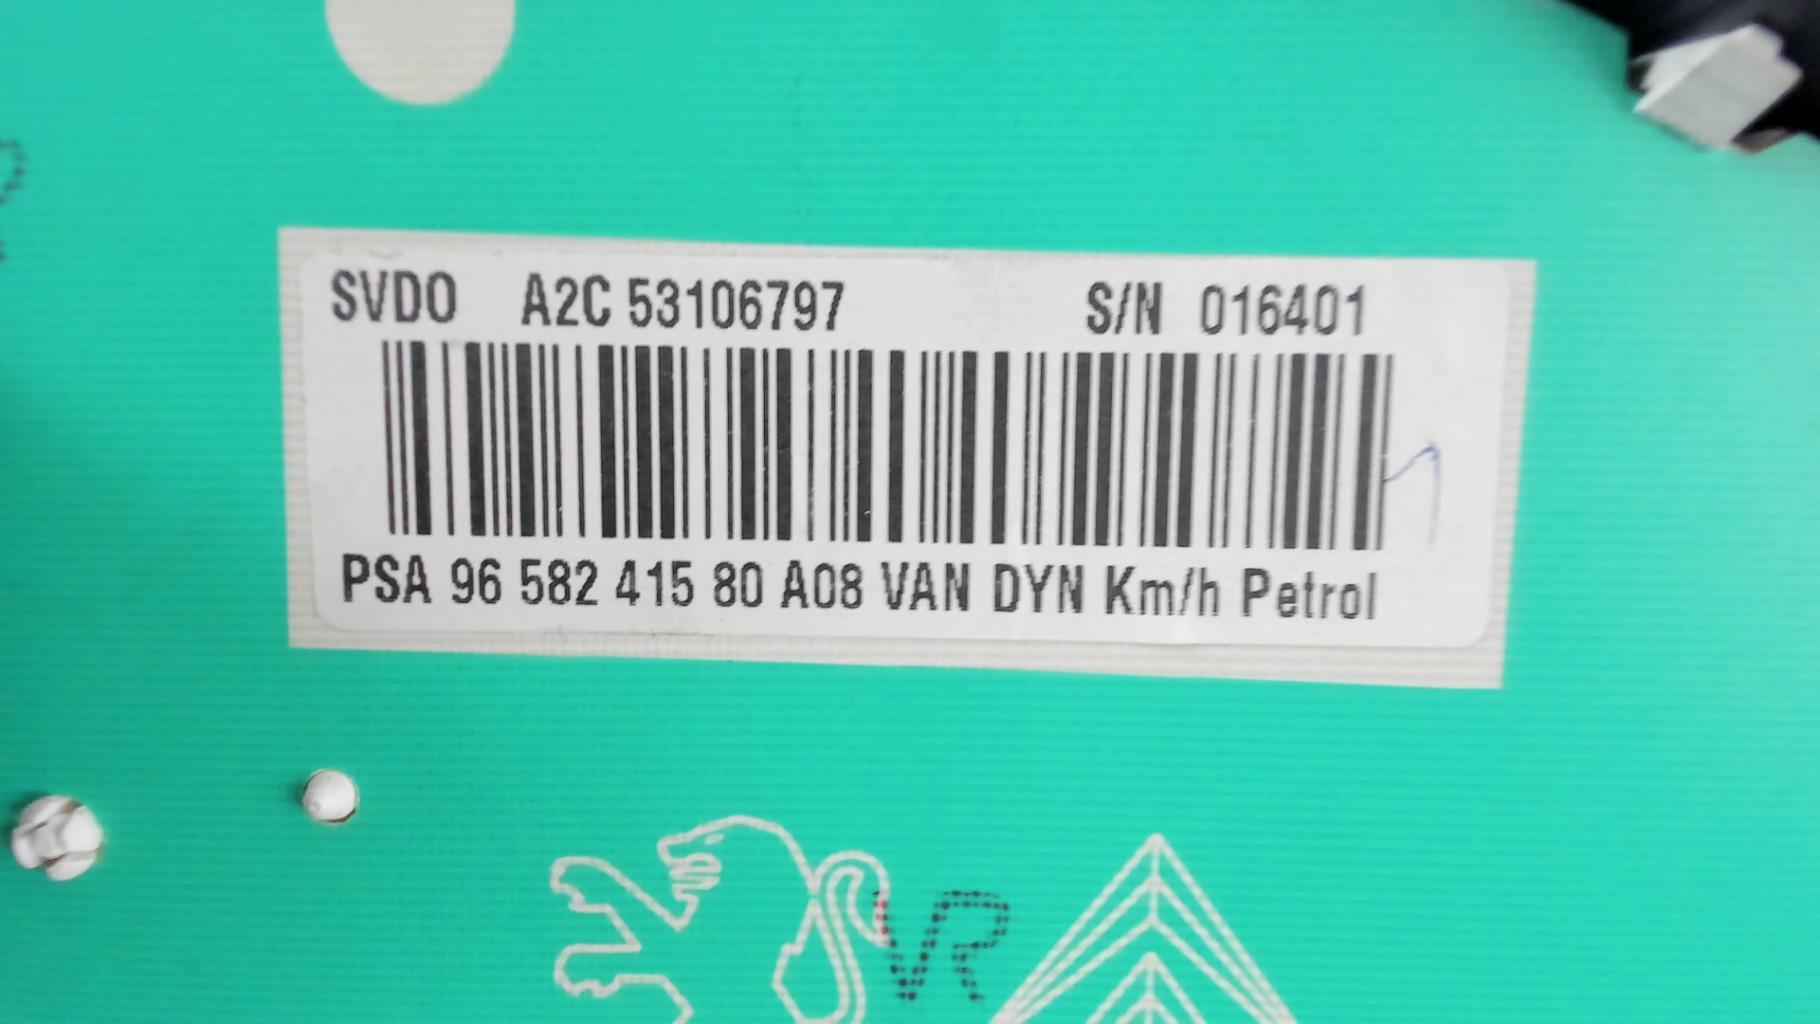 SVDO A2C 53106797 S/N 016401
PSA 96 582 415 80 A08 VAN DYN Km/h Petrol
VR